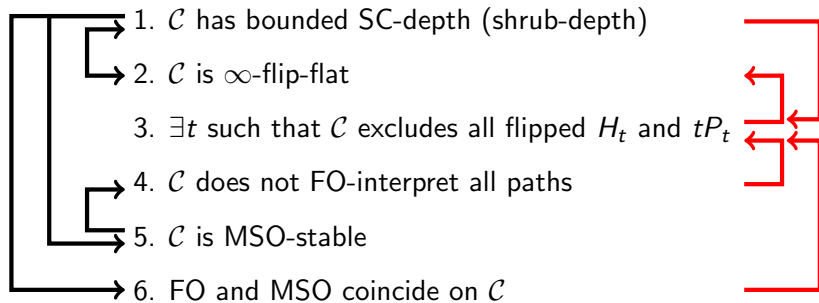 1. 𝒞 has bounded SC-depth (shrub-depth)
2. 𝒞 is ∞-flip-flat
3. ∃t such that 𝒞 excludes all flipped H_t and tP_t
4. 𝒞 does not FO-interpret all paths
5. 𝒞 is MSO-stable
6. FO and MSO coincide on 𝒞